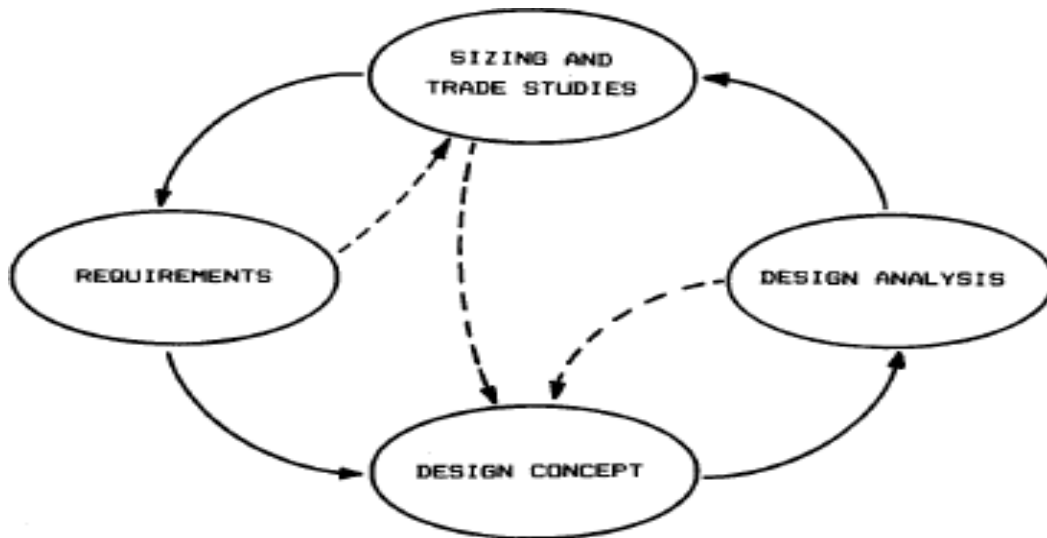 SIZING AND
TRADE STUDIES
REQUIREMENTS
DESIGN ANALYSIS
DESIGN CONCEPT